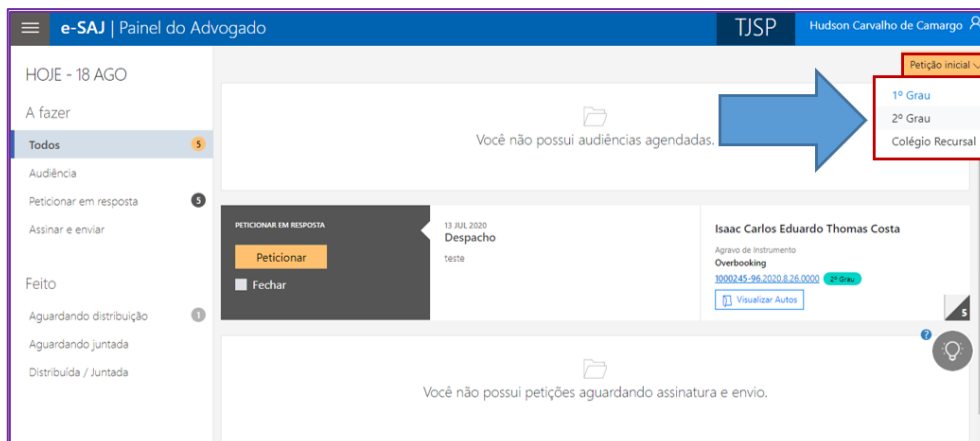 e-SAJ | Painel do Advogado
TJSP
Hudson Carvalho de Camargo
HOJE - 18 AGO
A fazer
Todos 5
Audiência
Peticionar em resposta 5
Assinar e enviar
Feito
Aguardando distribuição 1
Aguardando juntada
Distribuída / Juntada
Petição inicial
1º Grau
2º Grau
Colégio Recursal
Você não possui audiências agendadas.
PETICIONAR EM RESPOSTA
Peticionar
Fechar
13 JUL 2020
Despacho
teste
Isaac Carlos Eduardo Thomas Costa
Agravo de Instrumento
Overbooking
1000245-96.2020.8.26.0000 2º Grau
Visualizar Autos
5
?
Você não possui petições aguardando assinatura e envio.